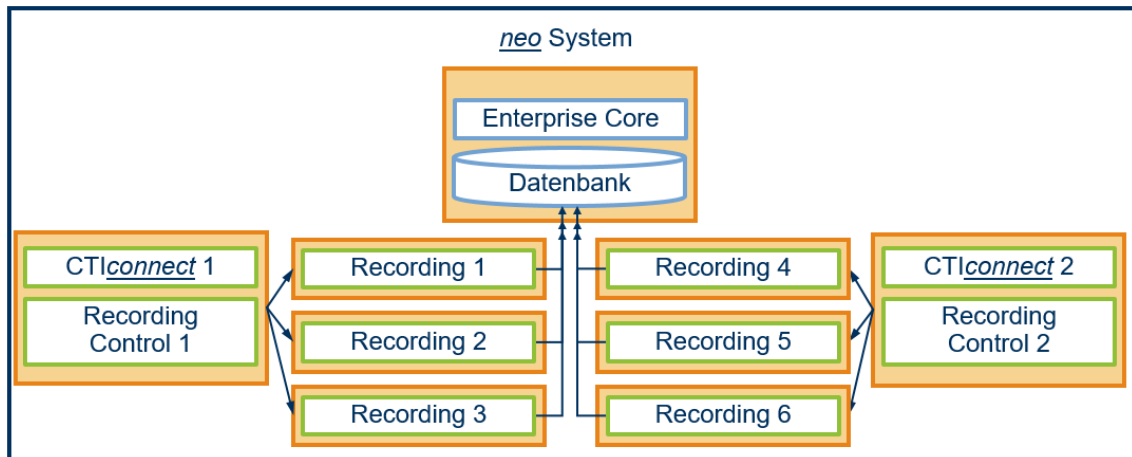 neo System
Enterprise Core
Datenbank
CTIconnect 1
Recording
Control 1
Recording 1
Recording 2
Recording 3
Recording 4
Recording 5
Recording 6
CTIconnect 2
Recording
Control 2